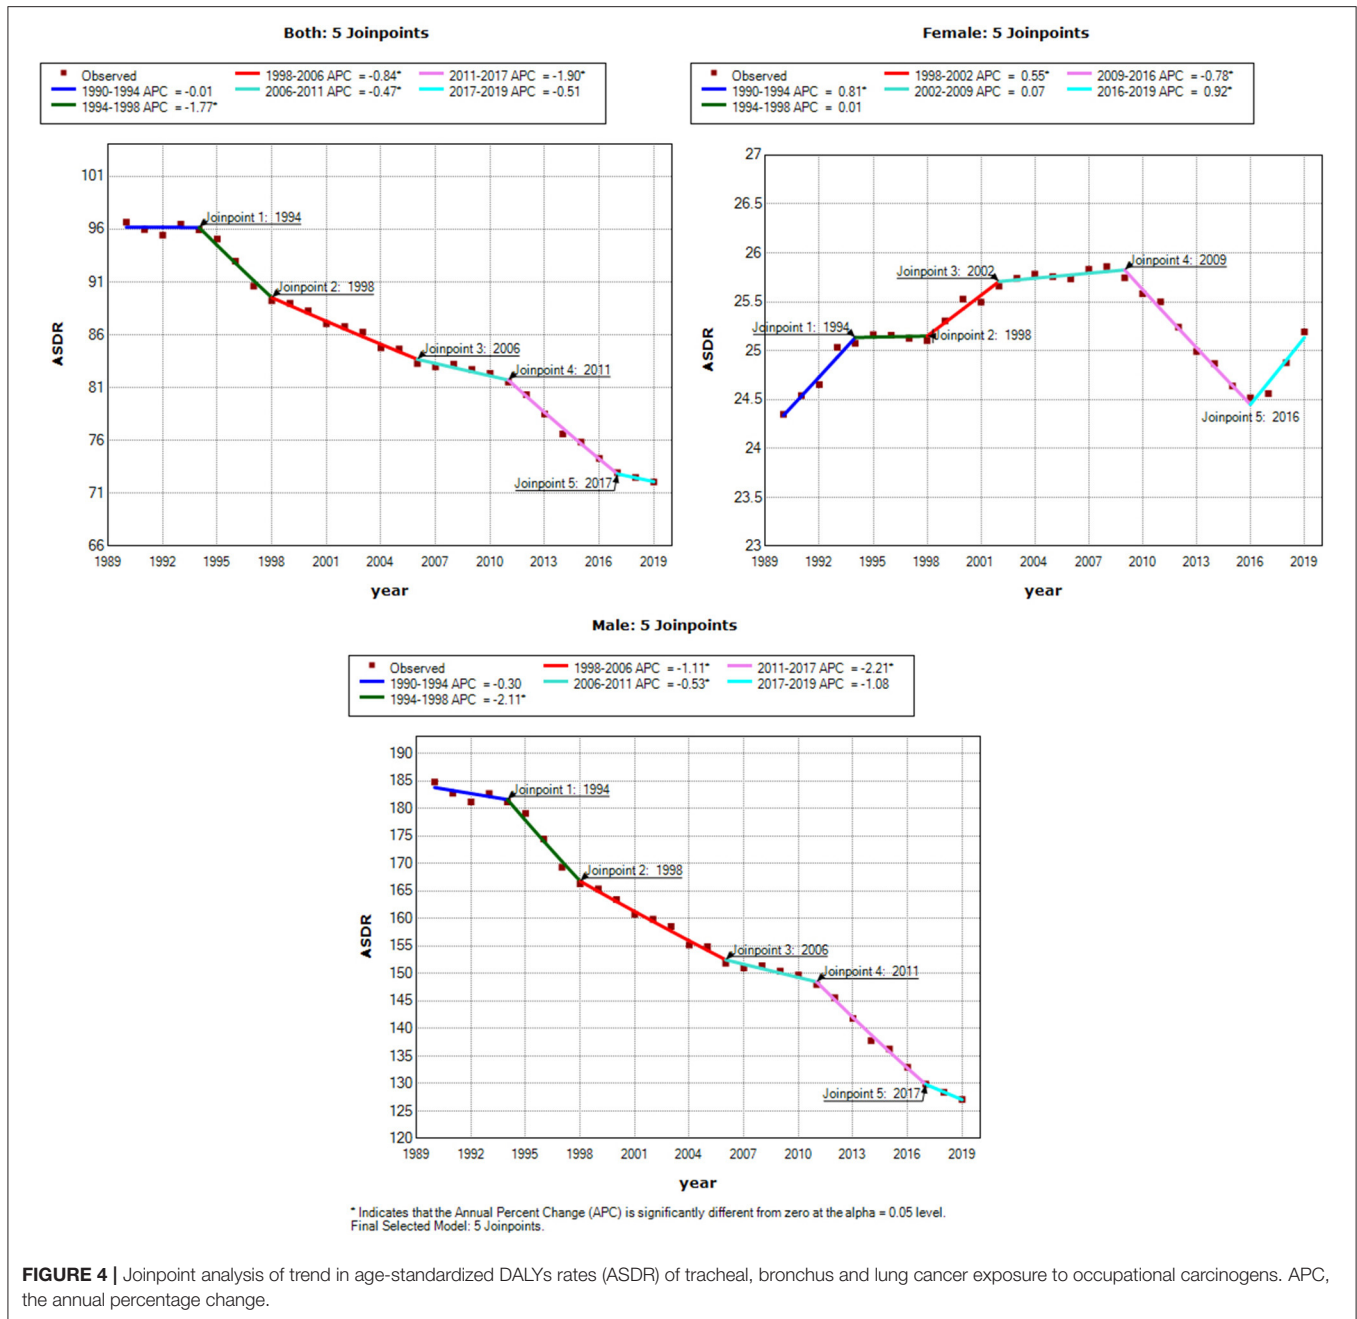 Both: 5 Joinpoints
Observed
1990-1994 APC = -0.01
1994-1998 APC = -1.77*
1998-2006 APC = -0.84*
2006-2011 APC = -0.47*
2011-2017 APC = -1.90*
2017-2019 APC = -0.51
101
96
91
86
81
76
71
66
ASDR
Joinpoint 1: 1994
Joinpoint 2: 1998
Joinpoint 3: 2006
Joinpoint 4: 2011
Joinpoint 5: 2017
1989 1992 1995 1998 2001 2004 2007 2010 2013 2016 2019
year
Female: 5 Joinpoints
Observed
1990-1994 APC = 0.81*
1994-1998 APC = 0.01
1998-2002 APC = 0.55*
2002-2009 APC = 0.07
2009-2016 APC = -0.78*
2016-2019 APC = 0.92*
27
26.5
26
25.5
25
24.5
24
23.5
23
ASDR
Joinpoint 4: 2009
Joinpoint 3: 2002
Joinpoint 1: 1994
Joinpoint 2: 1998
Joinpoint 5: 2016
1989 1992 1995 1998 2001 2004 2007 2010 2013 2016 2019
year
Male: 5 Joinpoints
Observed
1990-1994 APC = -0.30
1994-1998 APC = -2.11*
1998-2006 APC = -1.11*
2006-2011 APC = -0.53*
2011-2017 APC = -2.21*
2017-2019 APC = -1.08
190
185
180
175
170
165
160
155
150
145
140
135
130
125
120
ASDR
Joinpoint 1: 1994
Joinpoint 2: 1998
Joinpoint 3: 2006
Joinpoint 4: 2011
Joinpoint 5: 2017
1989 1992 1995 1998 2001 2004 2007 2010 2013 2016 2019
year
* Indicates that the Annual Percent Change (APC) is significantly different from zero at the alpha = 0.05 level.
Final Selected Model: 5 Joinpoints.
FIGURE 4 | Joinpoint analysis of trend in age-standardized DALYs rates (ASDR) of tracheal, bronchus and lung cancer exposure to occupational carcinogens. APC,
the annual percentage change.